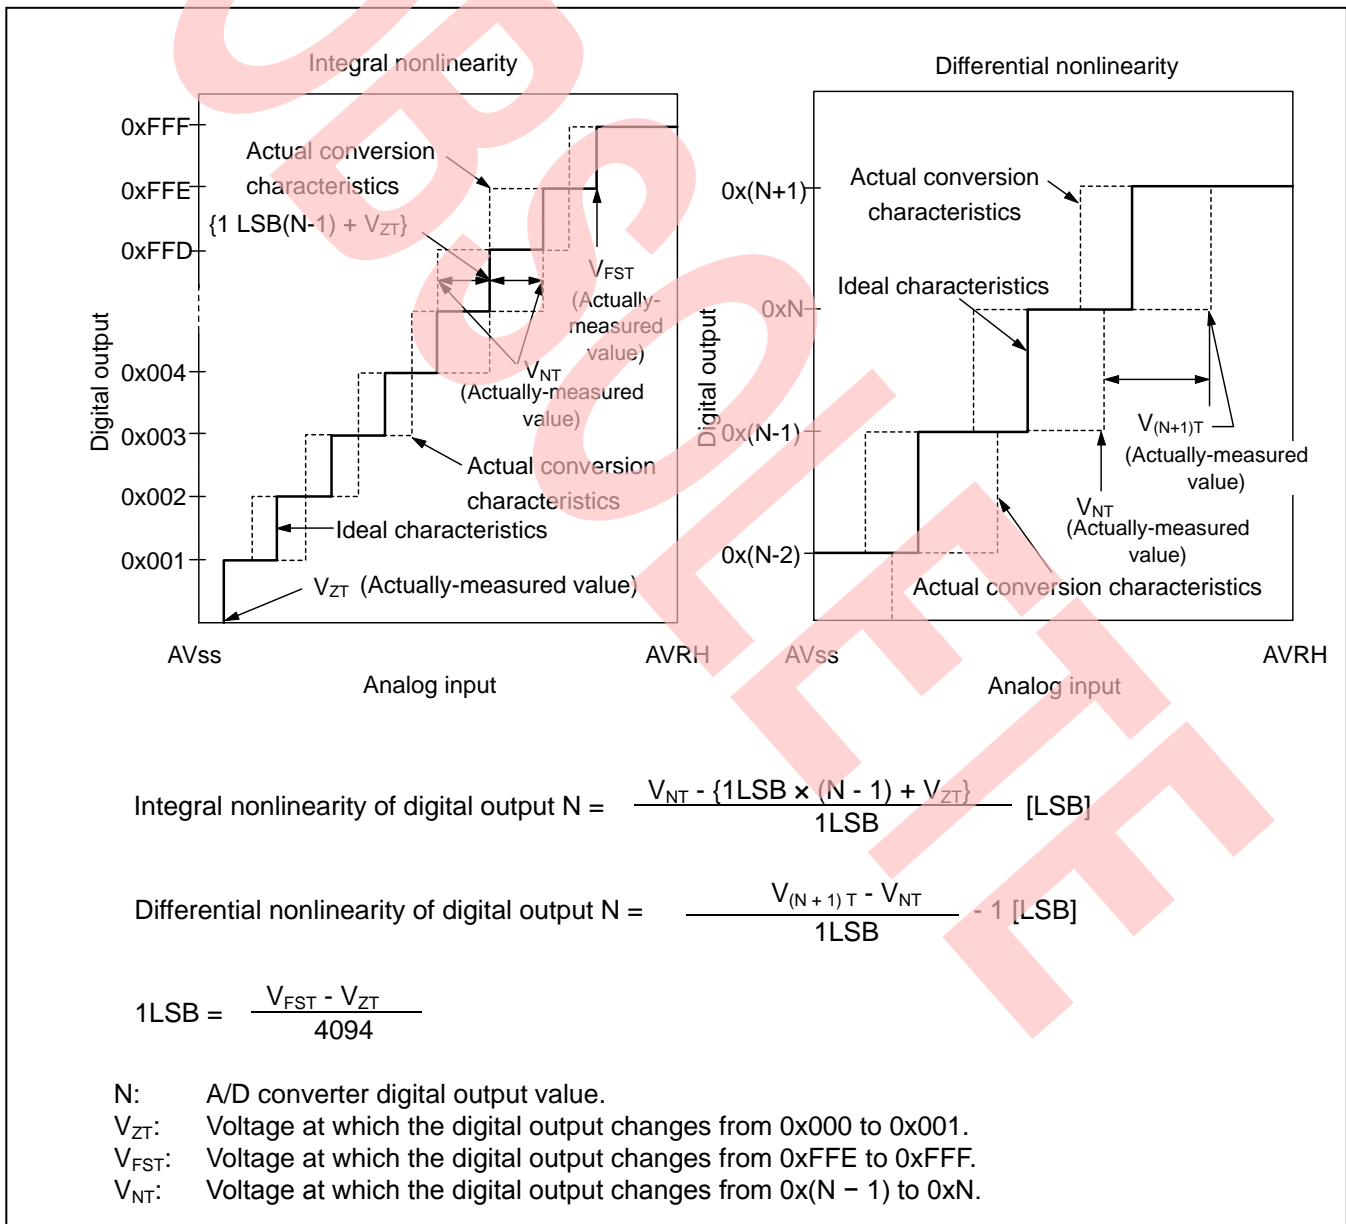 Integral nonlinearity
0xFFF
0xFFE
0xFFD
0x004
0x003
0x002
0x001
Digital output
Actual conversion
characteristics
{1 LSB(N-1) + VZT}
VFST
(Actually-
measured
value)
VNT
(Actually-measured
value)
Actual conversion
characteristics
Ideal characteristics
VZT (Actually-measured value)
AVss
AVRH
Analog input
Differential nonlinearity
0x(N+1)
0xN
0x(N-1)
0x(N-2)
Digital output
Actual conversion
characteristics
Ideal characteristics
V(N+1)T
(Actually-measured
value)
VNT
(Actually-measured
value)
Actual conversion characteristics
AVss
AVRH
Analog input
Integral nonlinearity of digital output N = VNT - {1LSB × (N - 1) + VZT} / 1LSB [LSB]
Differential nonlinearity of digital output N = V(N + 1) T - VNT / 1LSB - 1 [LSB]
1LSB = VFST - VZT / 4094
N: A/D converter digital output value.
VZT: Voltage at which the digital output changes from 0x000 to 0x001.
VFST: Voltage at which the digital output changes from 0xFFE to 0xFFF.
VNT: Voltage at which the digital output changes from 0x(N − 1) to 0xN.
OBSOLETE